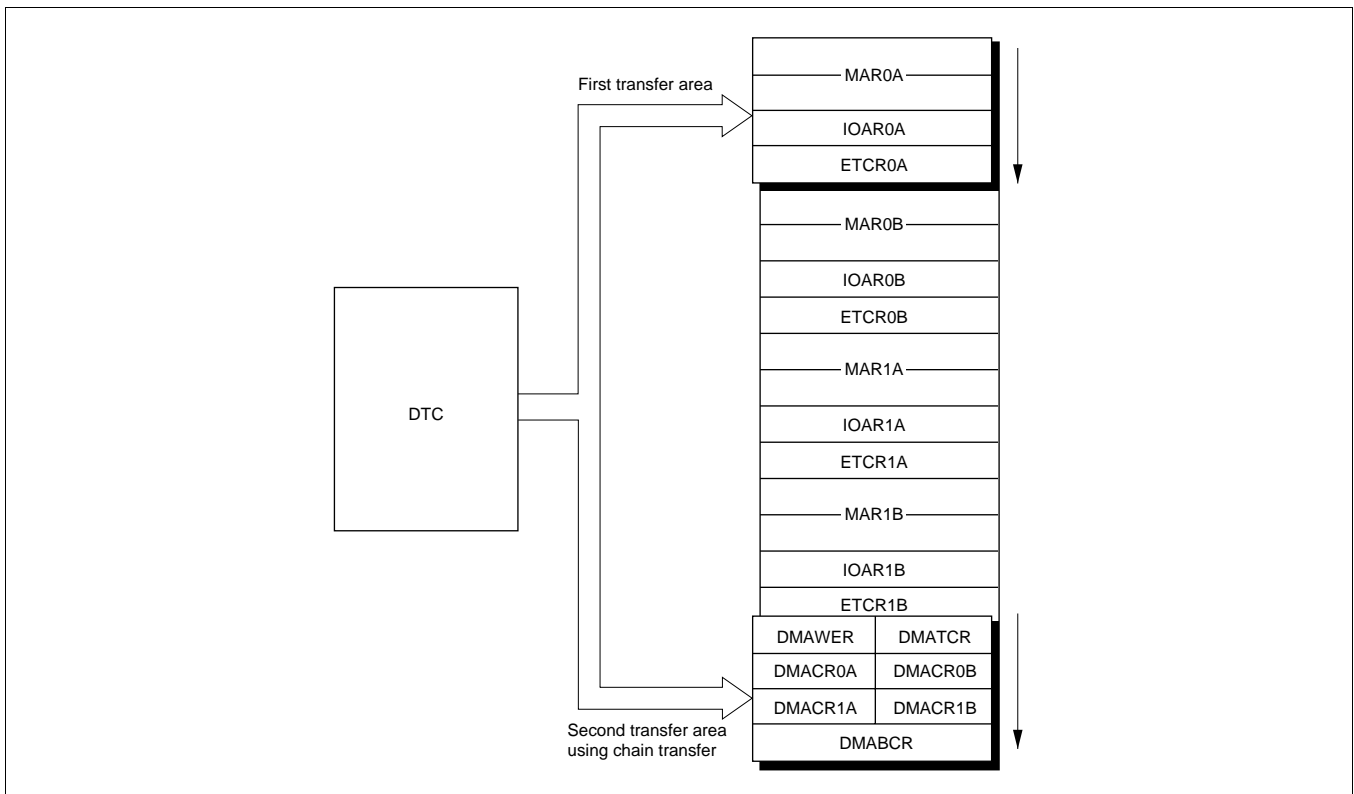 First transfer area
MAR0A
IOAR0A
ETCR0A
MAR0B
IOAR0B
ETCR0B
MAR1A
DTC
IOAR1A
ETCR1A
MAR1B
IOAR1B
ETCR1B
DMAWER DMATCR
DMACR0A DMACR0B
DMACR1A DMACR1B
Second transfer area
using chain transfer
DMABCR